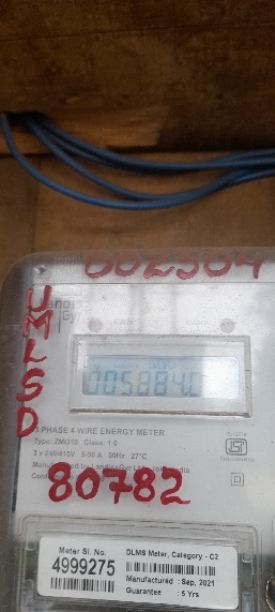 002504
UMLSD
005884.0
3 PHASE 4 WIRE ENERGY METER
Type: ZMI310 Class: 1.0
3 x 240/415V 5-30 A 50Hz 27°C
80782
Meter Sl. No.
4999275
DLMS Meter, Category - C2
Manufactured : Sep, 2021
Guarantee : 5 Yrs